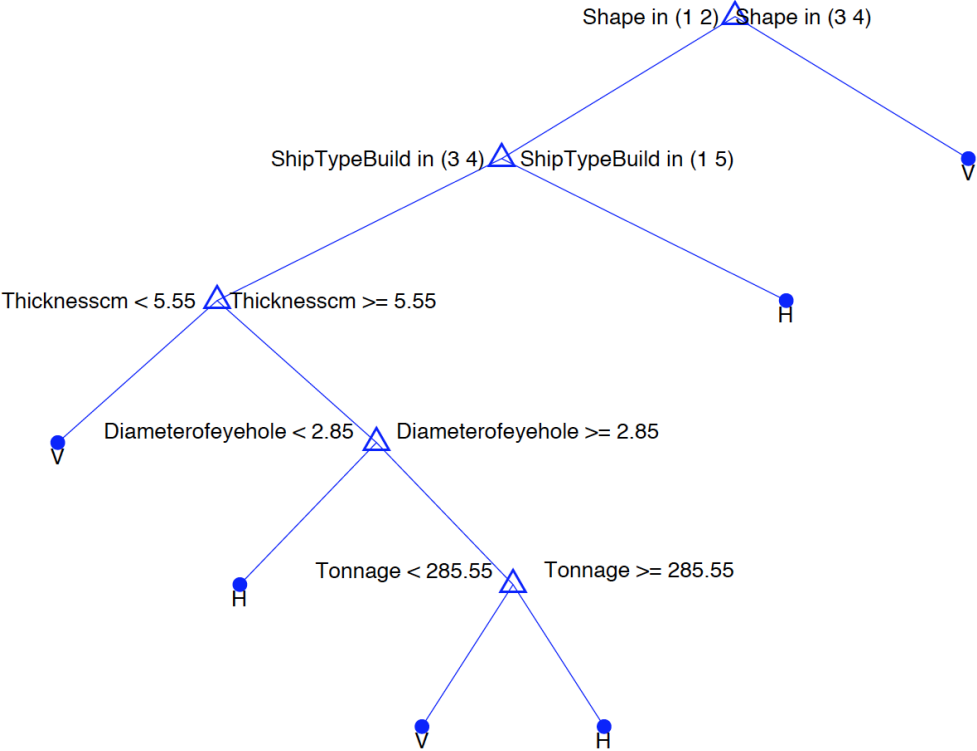 Shape in (1 2) Shape in (3 4)
ShipTypeBuild in (3 4) ShipTypeBuild in (1 5)
V
Thicknesscm < 5.55 Thicknesscm >= 5.55
H
Diameterofeyehole < 2.85 Diameterofeyehole >= 2.85
V
Tonnage < 285.55 Tonnage >= 285.55
H
V H